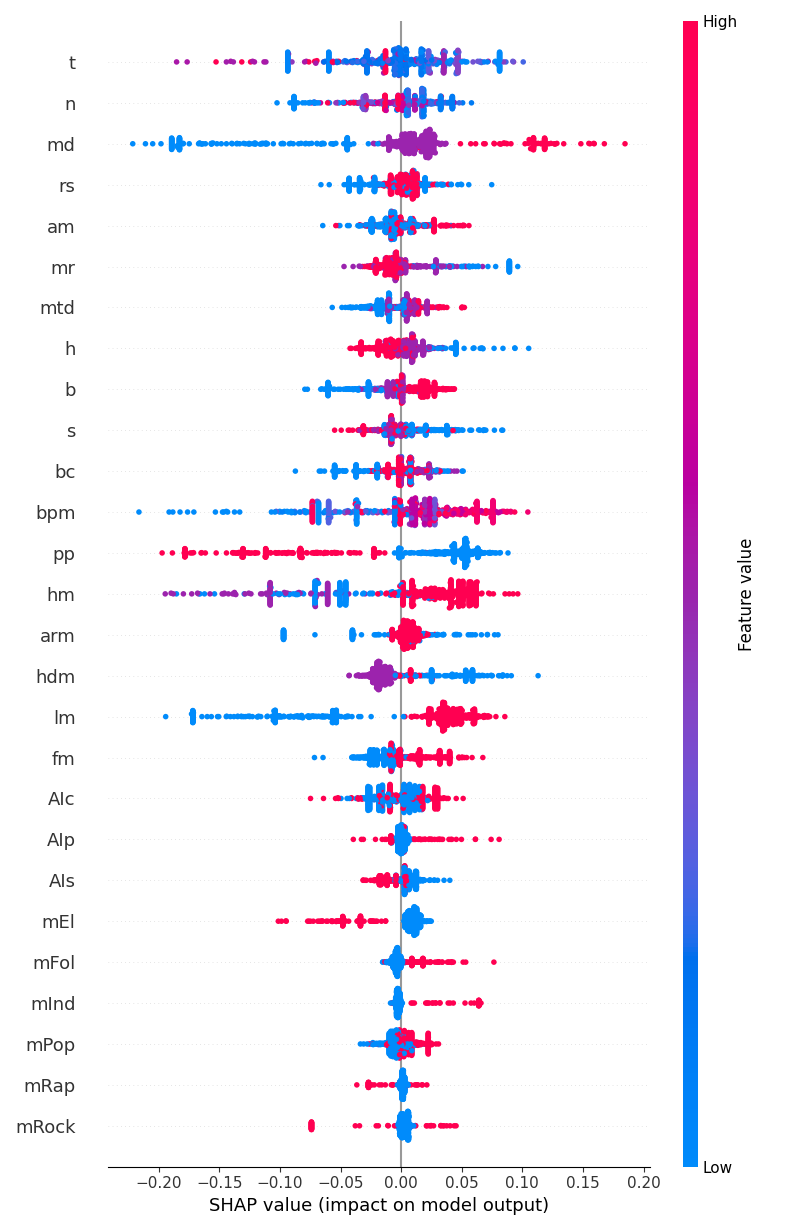 High
t
n
md
rs
am
mr
mtd
h
b
s
bc
bpm
pp
hm
arm
hdm
lm
fm
AIc
AIp
AIs
mEl
mFol
mInd
mPop
mRap
mRock
Feature value
Low
−0.20 −0.15 −0.10 −0.05 0.00 0.05 0.10 0.15 0.20
SHAP value (impact on model output)